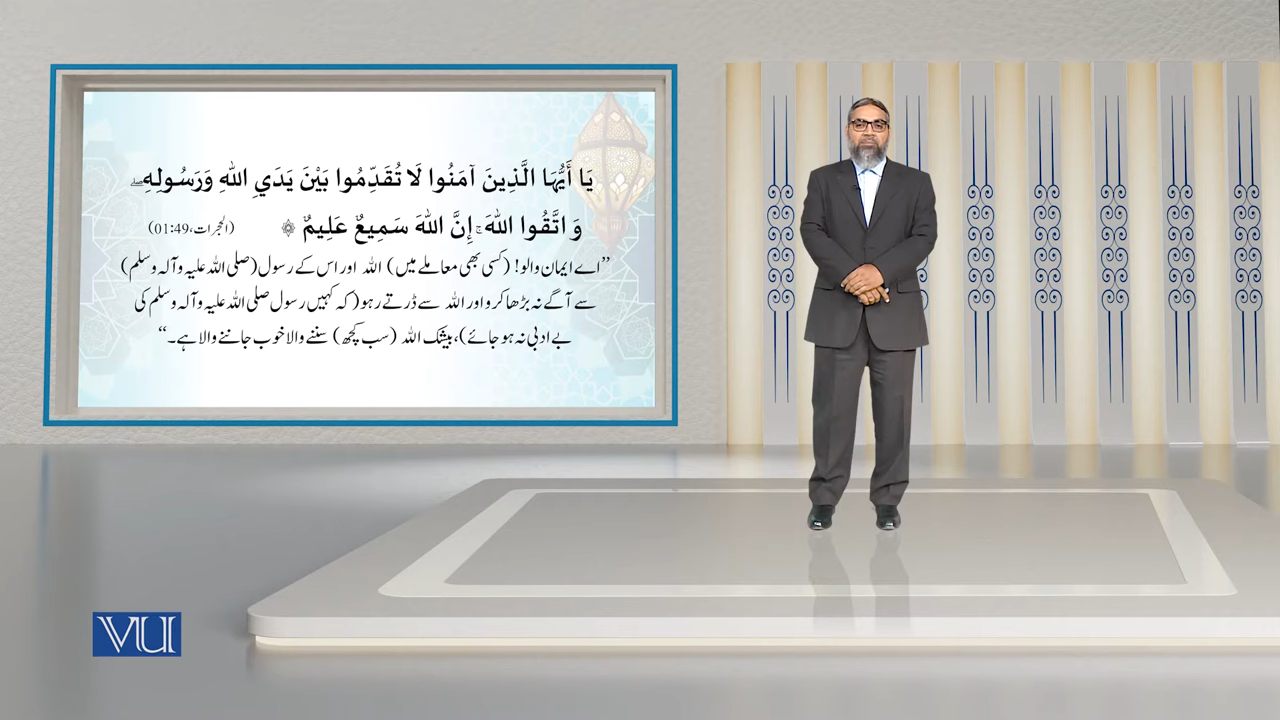 يَا أَيُّهَا الَّذِينَ آمَنُوا لَا تُقَدِّمُوا بَيْنَ يَدَيِ اللهِ وَرَسُولِهِ ۖ
وَ اتَّقُوا اللهَ ۚ إِنَّ اللهَ سَمِيعٌ عَلِيمٌ ۞ (الحجرات،01:49)
”اے ایمان والو! (کسی بھی معاملے میں) اللہ اور اس کے رسول (صلی اللہ علیہ وآلہ وسلم)
سے آگے نہ بڑھا کرو اور اللہ سے ڈرتے رہو (کہ کہیں رسول صلی اللہ علیہ وآلہ وسلم کی
بے ادبی نہ ہو جائے)، بیشک اللہ (سب کچھ) سننے والا خوب جاننے والا ہے۔“
VU